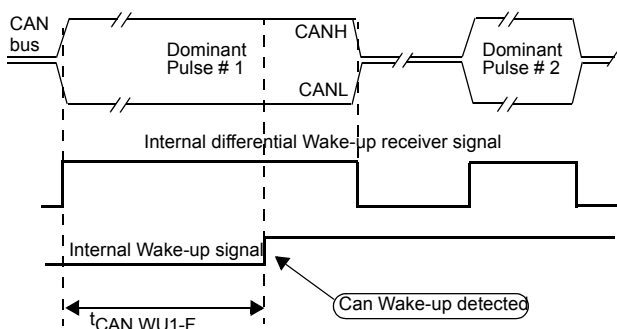 CAN
bus
CANH
Dominant
Pulse # 1
Dominant
Pulse # 2
CANL
Internal differential Wake-up receiver signal
Internal Wake-up signal
Can Wake-up detected
tCAN WU1-F